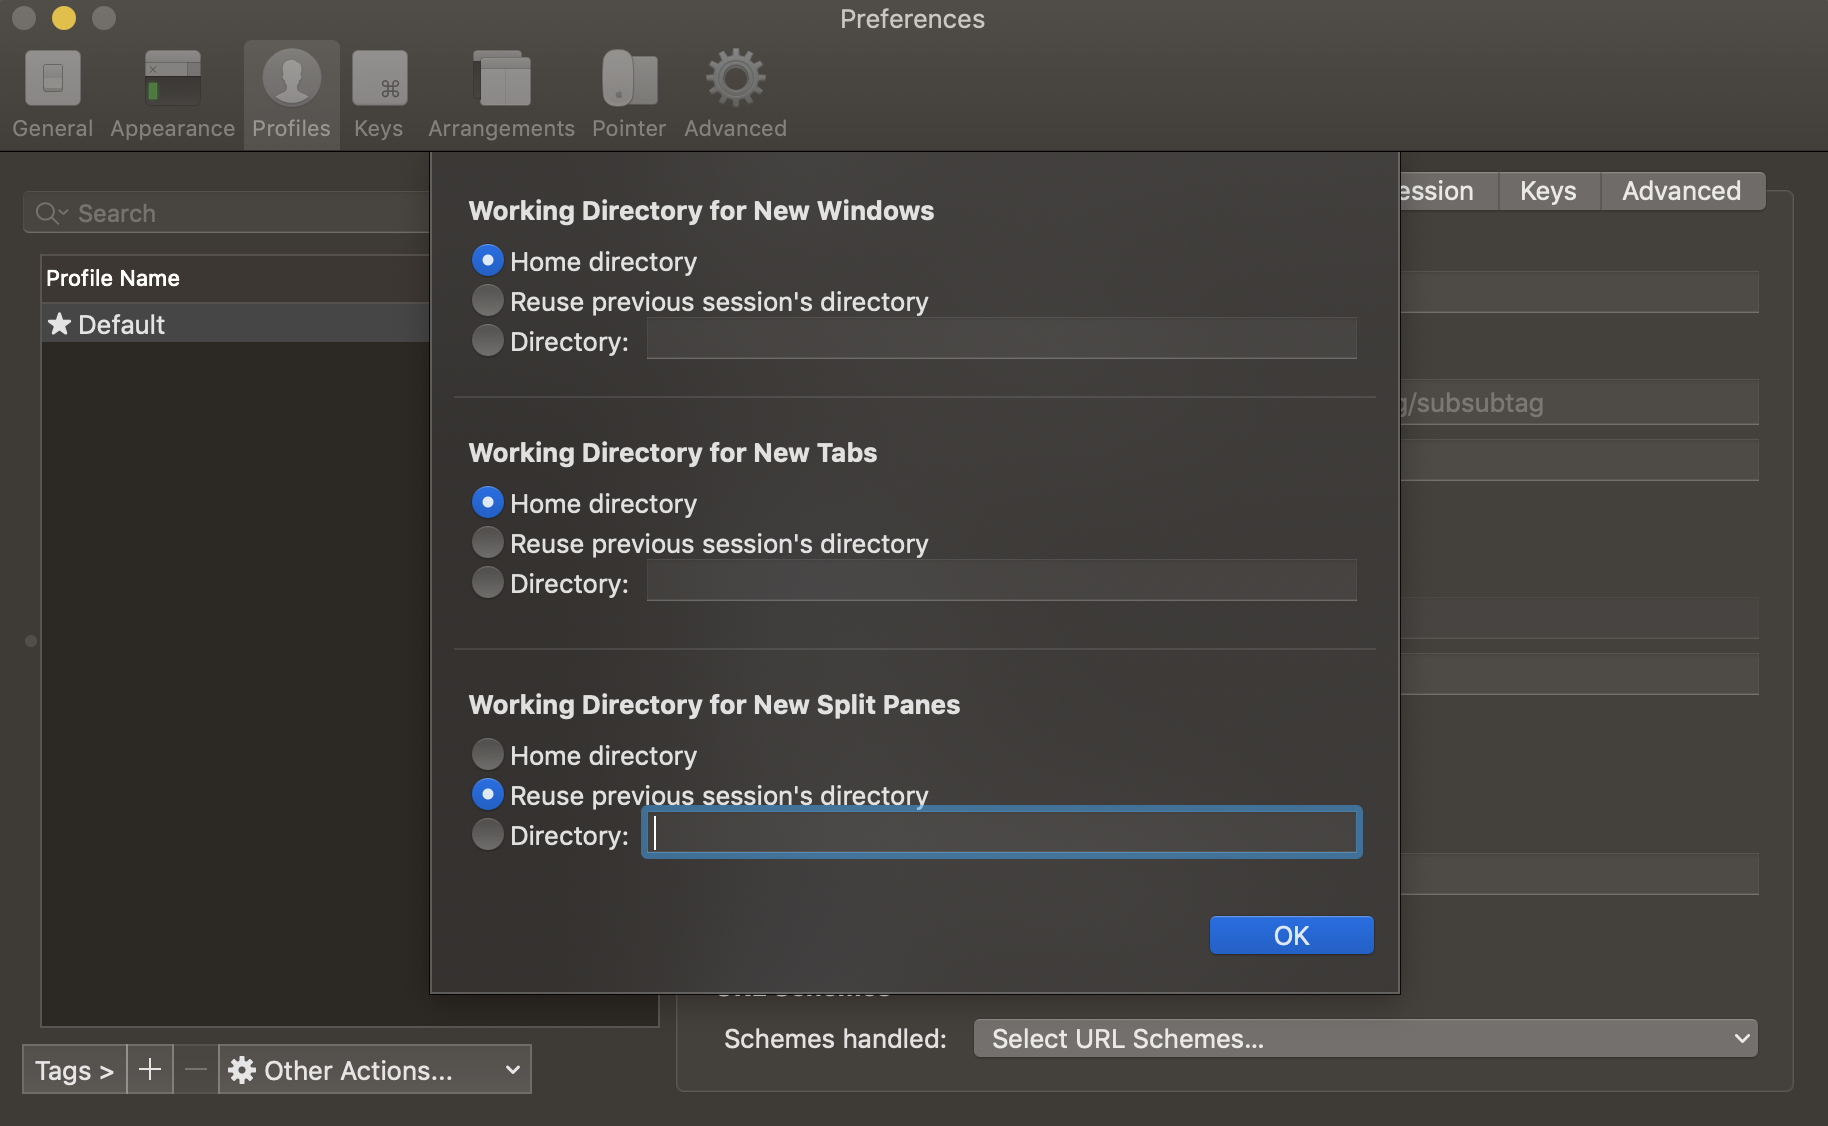 Preferences
General
Appearance
Profiles
Keys
Arrangements
Pointer
Advanced
Search
Profile Name
Default
Working Directory for New Windows
Home directory
Reuse previous session's directory
Directory:
Working Directory for New Tabs
Home directory
Reuse previous session's directory
Directory:
Working Directory for New Split Panes
Home directory
Reuse previous session's directory
Directory:
OK
ession
Keys
Advanced
g/subsubtag
Schemes handled:
Select URL Schemes...
Tags >
Other Actions...